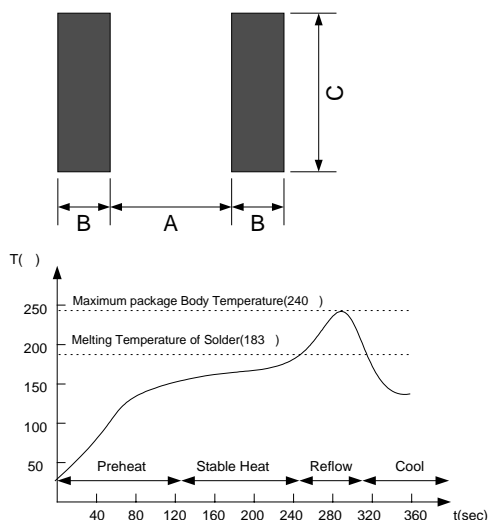 C
B A B
T( )
Maximum package Body Temperature(240 )
250
Melting Temperature of Solder(183 )
200
150
100
50
Preheat Stable Heat Reflow Cool
40 80 120 160 200 240 280 320 360 t(sec)